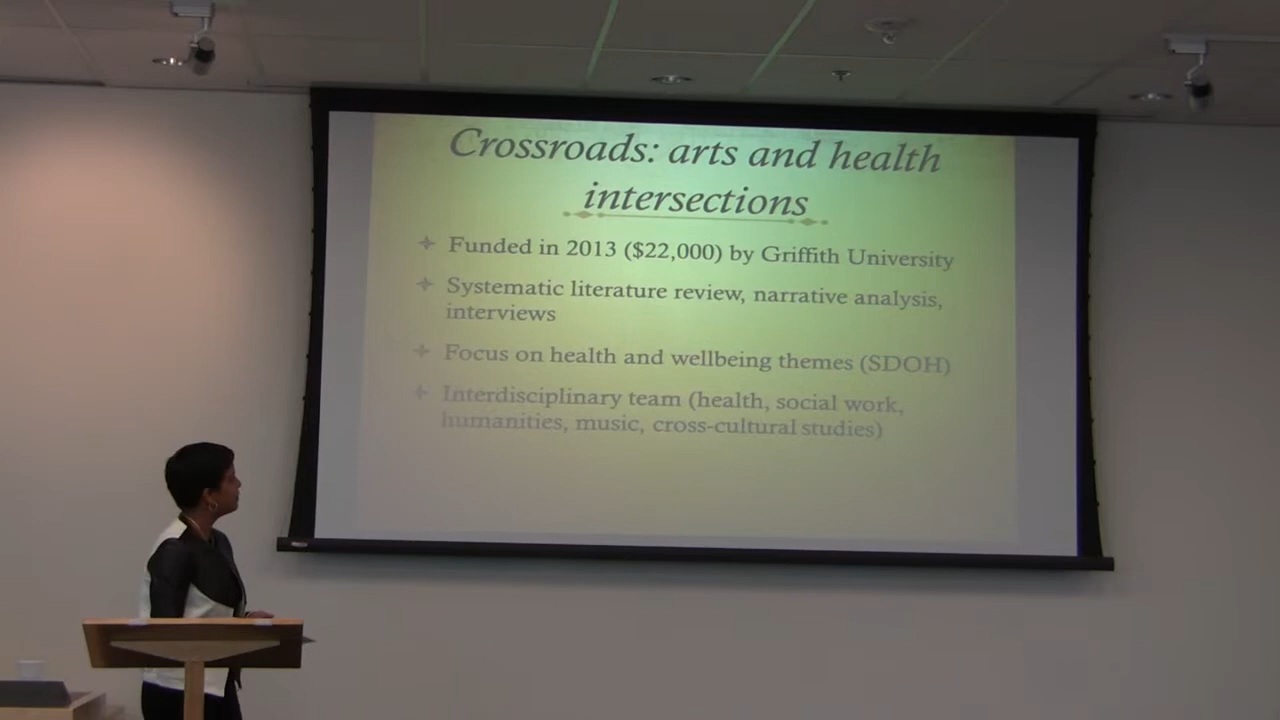 Crossroads: arts and health
intersections
Funded in 2013 ($22,000) by Griffith University
Systematic literature review, narrative analysis,
interviews
Focus on health and wellbeing themes (SDOH)
Interdisciplinary team (health, social work,
humanities, music, cross-cultural studies)